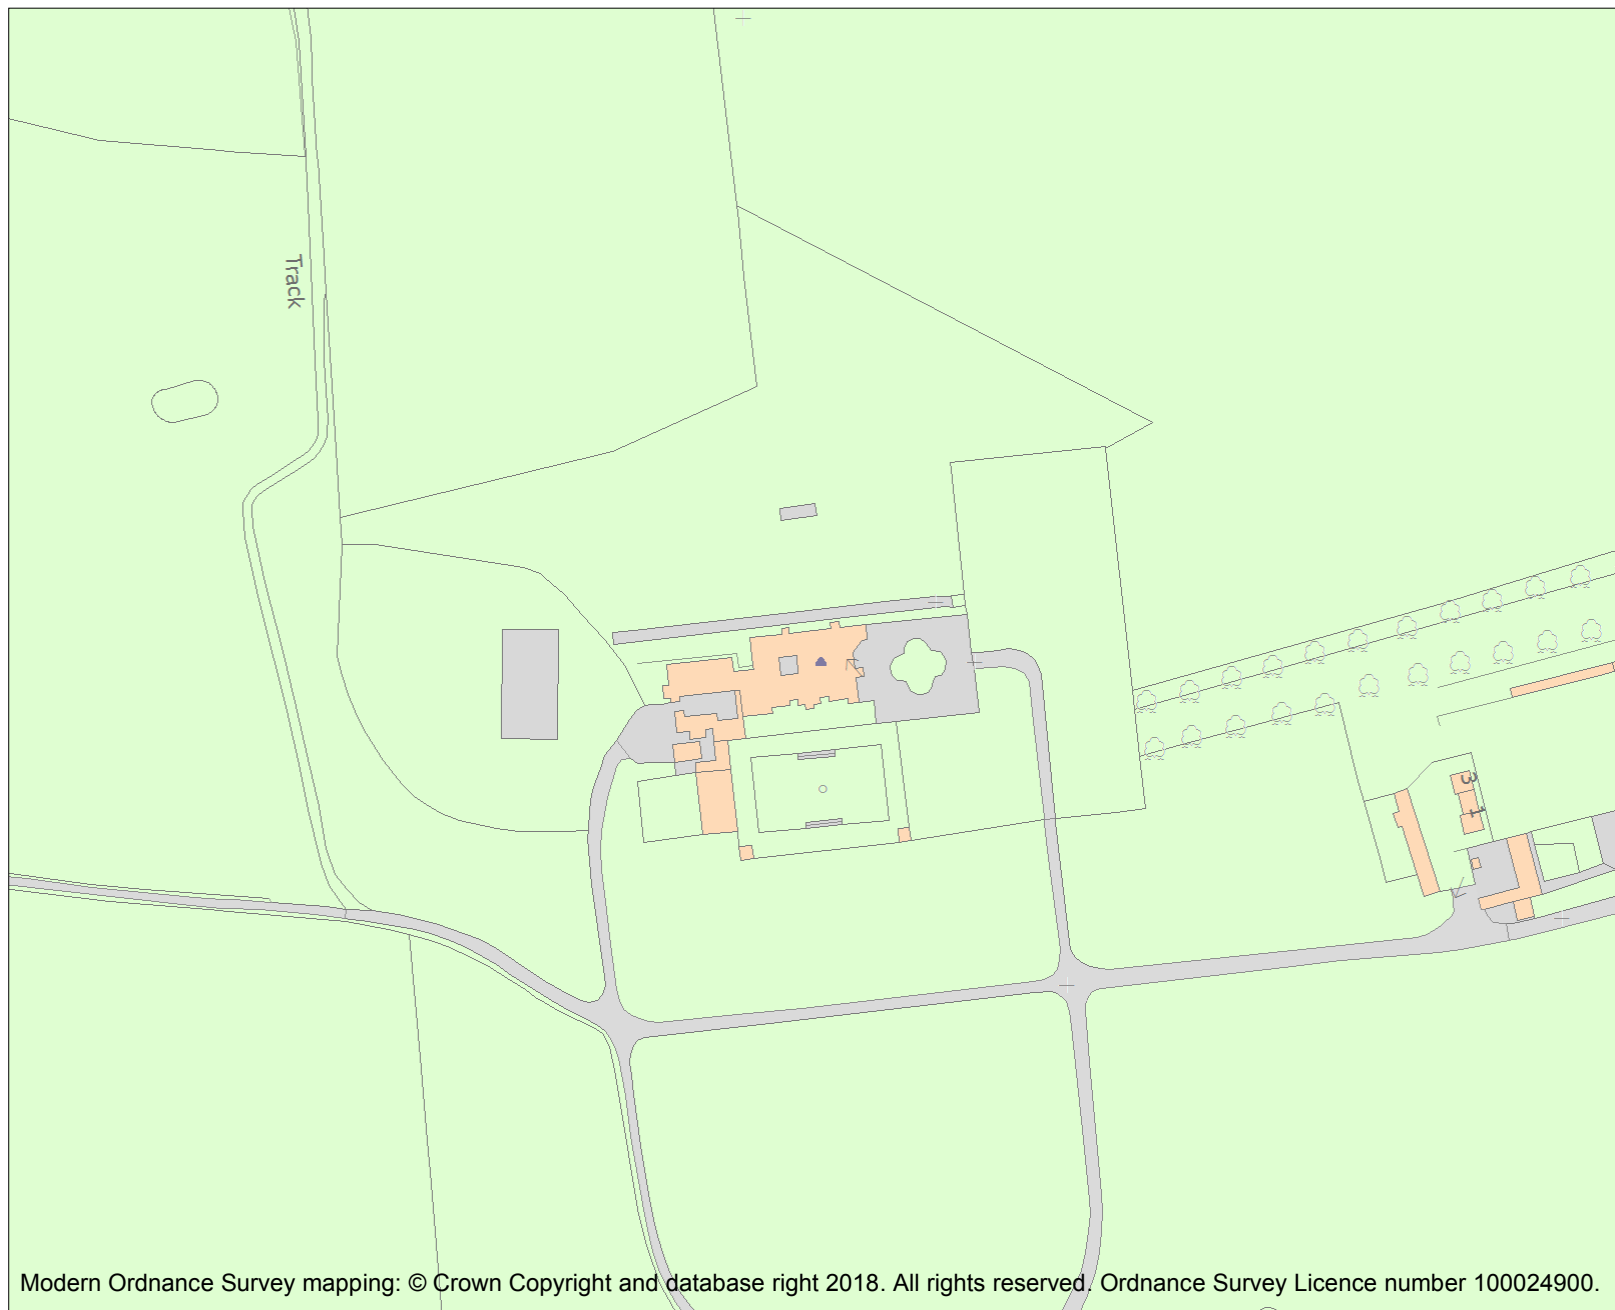 Track
3
1
Modern Ordnance Survey mapping: © Crown Copyright and database right 2018. All rights reserved. Ordnance Survey Licence number 100024900.